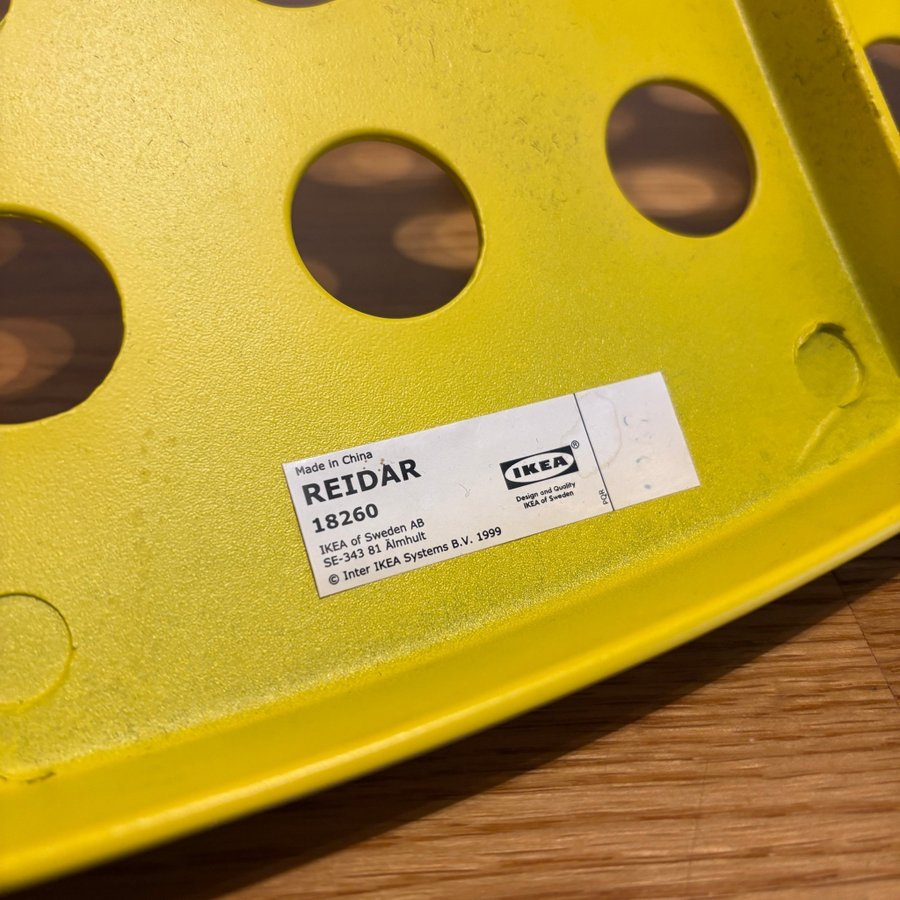 Made in China
REIDAR
18260
IKEA of Sweden AB
SE-343 81 Älmhult
© Inter IKEA Systems B.V. 1999
IKEA®
Design and Quality
IKEA of Sweden
PQR